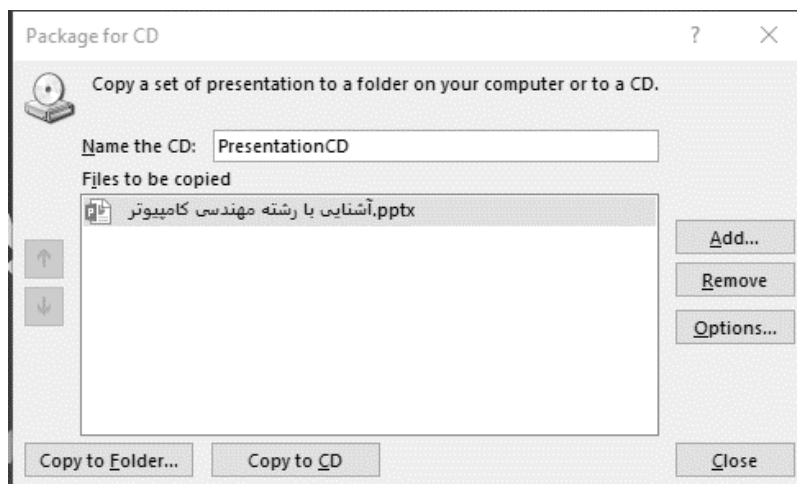 Package for CD
Copy a set of presentation to a folder on your computer or to a CD.
Name the CD: PresentationCD
Files to be copied
آشنایی با رشته مهندسی کامپیوتر.pptx
Add...
Remove
Options...
Copy to Folder... Copy to CD Close